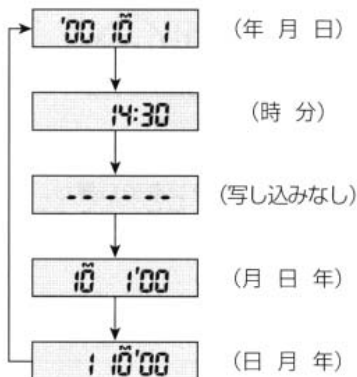 '00 10 M 1 (年 月 日)
14:30 (時 分)
-- -- -- (写し込みなし)
10 M 1'00 (月 日 年)
1 10 M '00 (日 月 年)